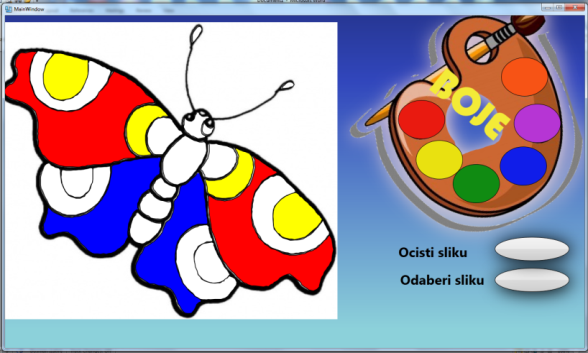 MainWindow
BOJE
Ocisti sliku
Odaberi sliku